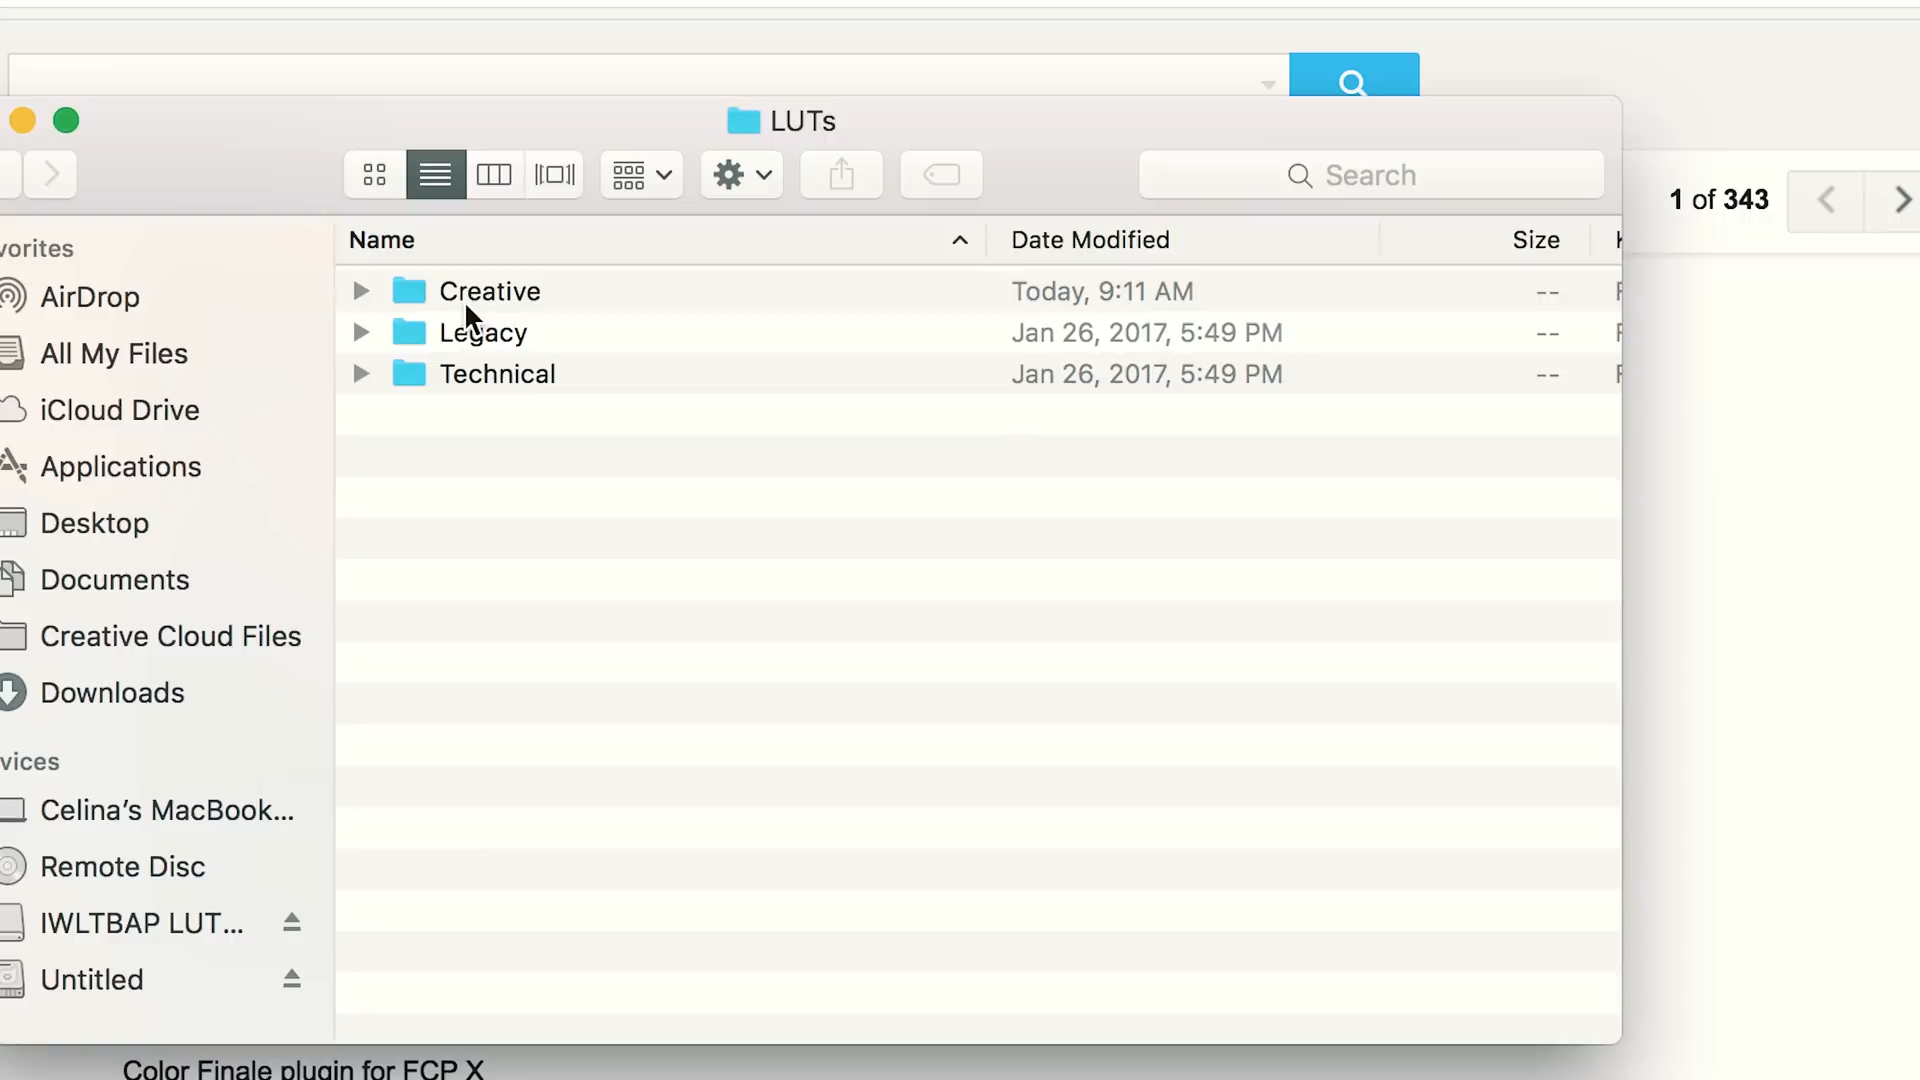 LUTs
Search
1 of 343
Name
Date Modified
Size
vorites
AirDrop
All My Files
iCloud Drive
Applications
Desktop
Documents
Creative Cloud Files
Downloads
vices
Celina’s MacBook...
Remote Disc
IWLTBAP LUT...
Untitled
Creative
Today, 9:11 AM
--
Legacy
Jan 26, 2017, 5:49 PM
--
Technical
Jan 26, 2017, 5:49 PM
--
Color Finale plugin for FCP X